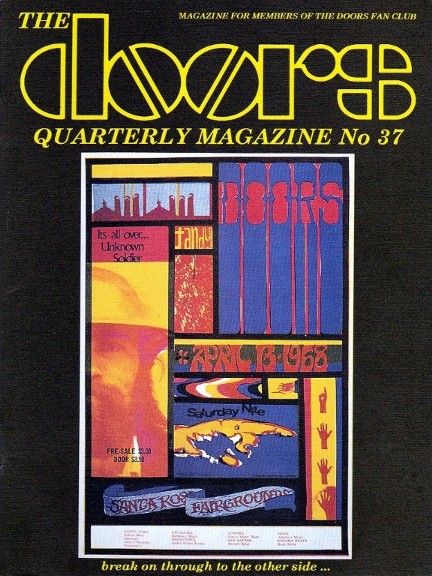 THE
MAGAZINE FOR MEMBERS OF THE DOORS FAN CLUB
doors
QUARTERLY MAGAZINE No 37
DOORS
Its all over...
Unknown
Soldier
tandy
APRIL 13-1968
Saturday Nite
PRE-SALE $3.00
DOOR $3.50
SANTA ROSA FAIRGROUNDS
break on through to the other side ...